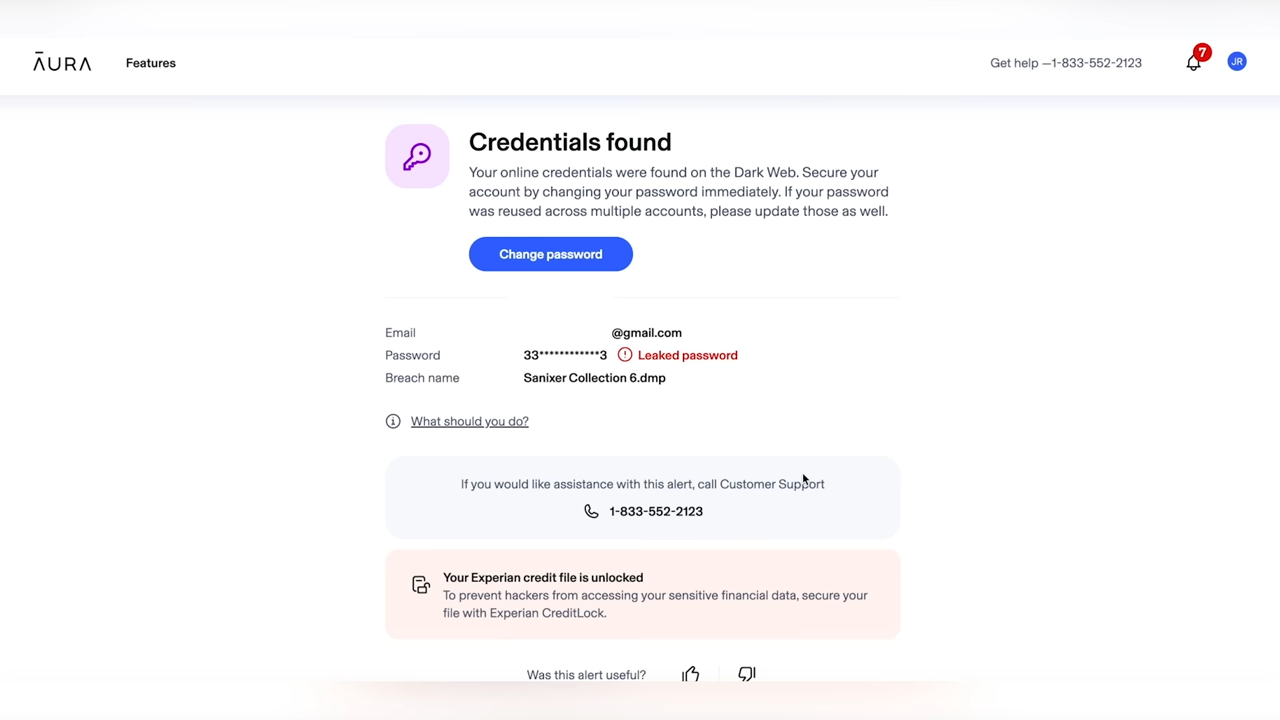 ĀURA
Features
Get help –1-833-552-2123
7
JR
Credentials found
Your online credentials were found on the Dark Web. Secure your
account by changing your password immediately. If your password
was reused across multiple accounts, please update those as well.
Change password
Email @gmail.com
Password 33************3 Leaked password
Breach name Sanixer Collection 6.dmp
What should you do?
If you would like assistance with this alert, call Customer Support
1-833-552-2123
Your Experian credit file is unlocked
To prevent hackers from accessing your sensitive financial data, secure your
file with Experian CreditLock.
Was this alert useful?